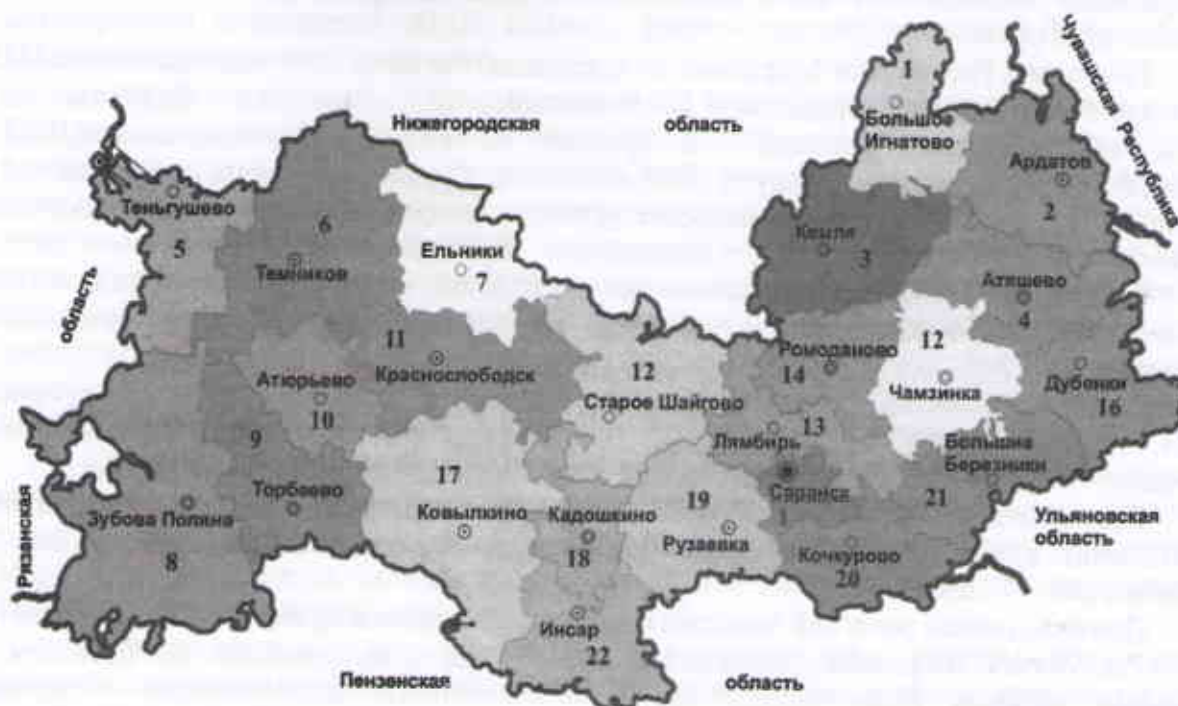 Чувашская Республика
1
Большое
Игнатово
Нижегородская область
Ардатов
2
Теньгушево
5
6
Темников
Ельники
7
Кемля
3
Атяшево
4
область
11
Краснослободск
Атюрьево
10
12
Старое Шайгово
Ромоданово
14
12
Чамзинка
Дубенки
16
9
Торбеево
Лямбирь
13
Большие
Березники
21
17
Ковылкино
Кадошкино
18
19
Рузаевка
Саранск
Рязанская
Зубова Поляна
8
Ульяновская
область
Кочкурово
20
Инсар
22
Пензенская область